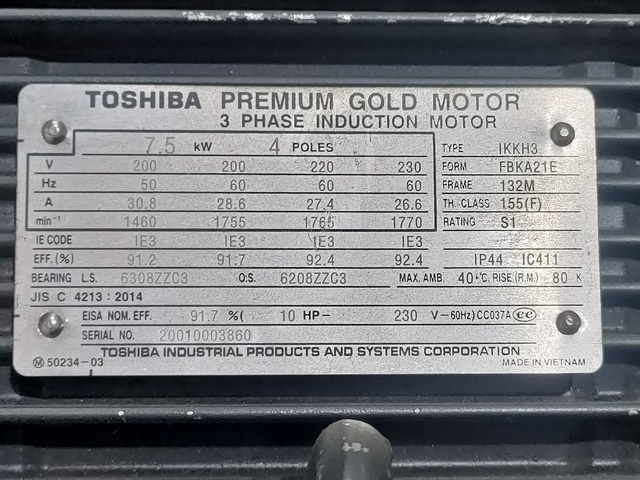 TOSHIBA PREMIUM GOLD MOTOR
3 PHASE INDUCTION MOTOR
7.5 kW 4 POLES TYPE IKKH3
V 200 200 220 230 FORM FBKA21E
Hz 50 60 60 60 FRAME 132M
A 30.8 28.6 27.4 26.6 TH. CLASS 155(F)
min⁻¹ 1460 1755 1765 1770 RATING S1
IE CODE IE3 IE3 IE3 IE3
EFF.(%) 91.2 91.7 92.4 92.4 IP44 IC411
BEARING L.S. 6308ZZC3 O.S. 6208ZZC3 MAX. AMB. 40 °C. RISE (R.M.) 80 K
JIS C 4213 : 2014
EISA NOM. EFF. 91.7 %( 10 HP- 230 V-60Hz) CC037A
SERIAL NO. 20010003860
TOSHIBA INDUSTRIAL PRODUCTS AND SYSTEMS CORPORATION
M 50234-03 MADE IN VIETNAM